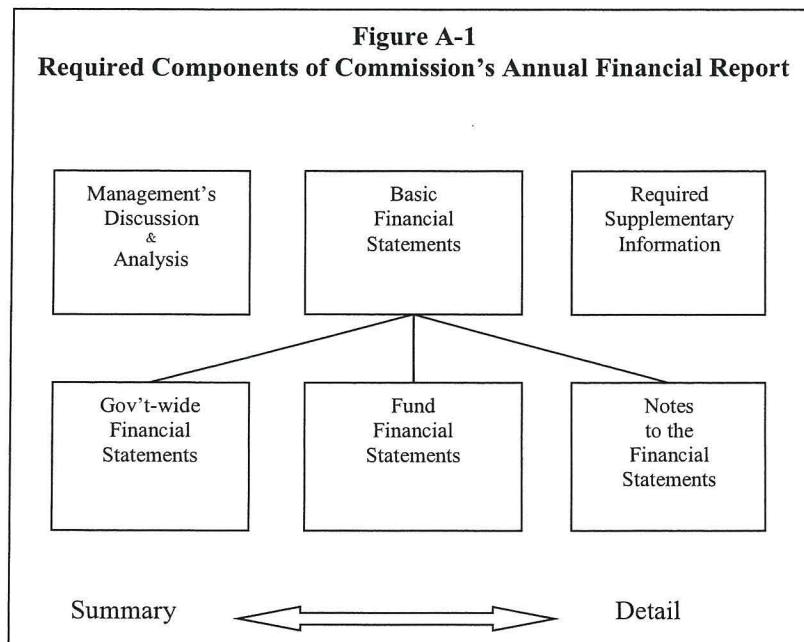 Figure A-1
Required Components of Commission's Annual Financial Report
Management's
Discussion
&
Analysis
Basic
Financial
Statements
Required
Supplementary
Information
Gov't-wide
Financial
Statements
Fund
Financial
Statements
Notes
to the
Financial
Statements
Summary
Detail